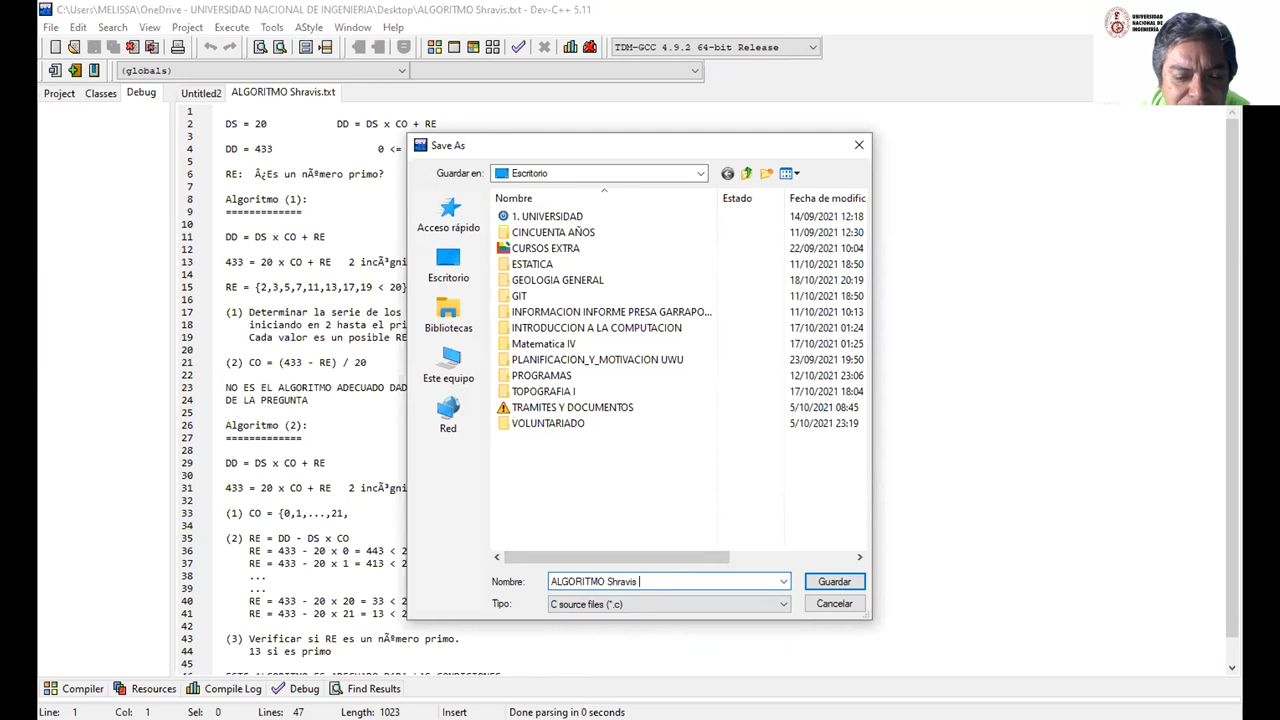 C:\Users\MELISSA\OneDrive - UNIVERSIDAD NACIONAL DE INGENIERIA\Desktop\ALGORITMO Shravis.txt - Dev-C++ 5.11
File Edit Search View Project Execute Tools AStyle Window Help
TDM-GCC 4.9.2 64-bit Release
(globals)
Project Classes Debug
Untitled2 ALGORITMO Shravis.txt
UNIVERSIDAD
NACIONAL DE
INGENIERÍA
1
2 DS = 20 DD = DS x CO + RE
3
4 DD = 433 0 <=
5
6 RE: Â¿Es un nÃºmero primo?
7
8 Algoritmo (1):
9 =============
10
11 DD = DS x CO + RE
12
13 433 = 20 x CO + RE 2 incÃ³gni
14
15 RE = {2,3,5,7,11,13,17,19 < 20}
16
17 (1) Determinar la serie de los
18 iniciando en 2 hasta el pri
19 Cada valor es un posible RE
20
21 (2) CO = (433 - RE) / 20
22
23 NO ES EL ALGORITMO ADECUADO DAD
24 DE LA PREGUNTA
25
26 Algoritmo (2):
27 =============
28
29 DD = DS x CO + RE
30
31 433 = 20 x CO + RE 2 incÃ³gni
32
33 (1) CO = {0,1,...,21,
34
35 (2) RE = DD - DS x CO
36 RE = 433 - 20 x 0 = 443 < 2
37 RE = 433 - 20 x 1 = 413 < 2
38 ...
39 ...
40 RE = 433 - 20 x 20 = 33 < 2
41 RE = 433 - 20 x 21 = 13 < 2
42
43 (3) Verificar si RE es un nÃºmero primo.
44 13 si es primo
45
Save As
Guardar en: Escritorio
Nombre Estado Fecha de modific
Acceso rápido
Escritorio
Bibliotecas
Este equipo
Red
1. UNIVERSIDAD 14/09/2021 12:18
CINCUENTA AÑOS 11/09/2021 12:30
CURSOS EXTRA 22/09/2021 10:04
ESTATICA 11/10/2021 18:50
GEOLOGIA GENERAL 18/10/2021 20:19
GIT 11/10/2021 18:50
INFORMACION INFORME PRESA GARRAPO... 11/10/2021 10:13
INTRODUCCION A LA COMPUTACION 17/10/2021 01:24
Matematica IV 17/10/2021 01:25
PLANIFICACION_Y_MOTIVACION UWU 23/09/2021 19:50
PROGRAMAS 12/10/2021 23:06
TOPOGRAFIA I 17/10/2021 18:04
TRAMITES Y DOCUMENTOS 5/10/2021 08:45
VOLUNTARIADO 5/10/2021 23:19
Nombre: ALGORITMO Shravis Guardar
Tipo: C source files (*.c) Cancelar
Compiler Resources Compile Log Debug Find Results
Line: 1 Col: 1 Sel: 0 Lines: 47 Length: 1023 Insert Done parsing in 0 seconds